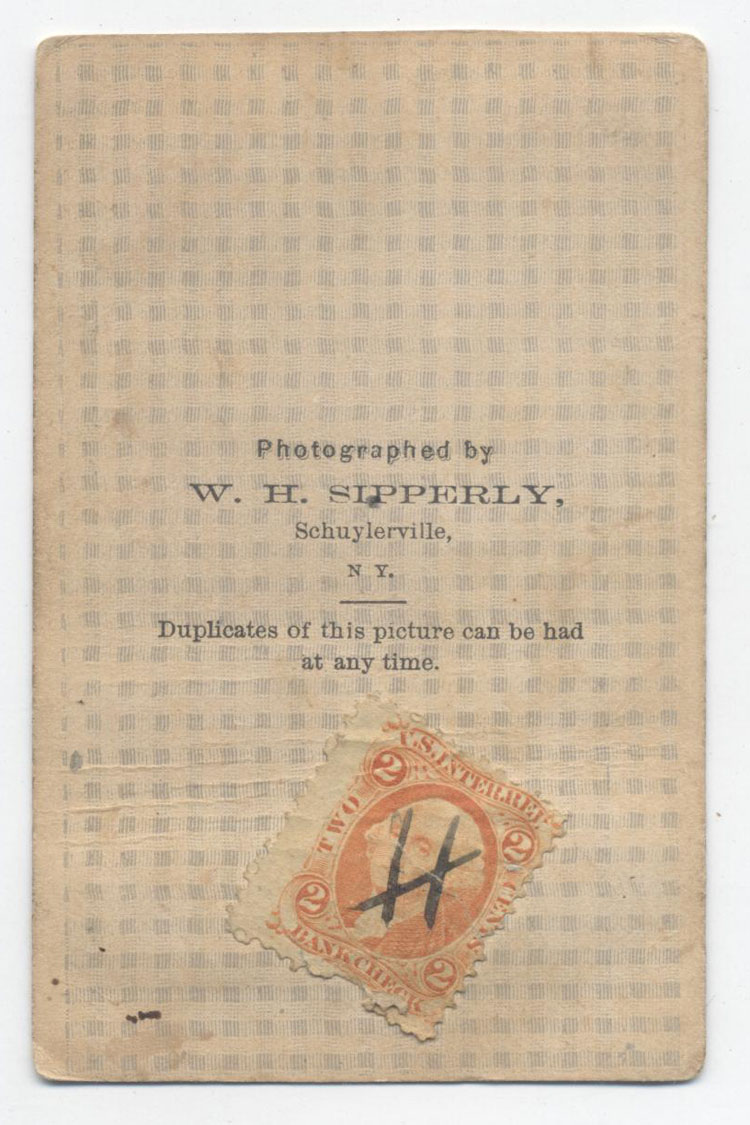 Photographed by
W. H. SIPPERLY,
Schuylerville,
N Y.
Duplicates of this picture can be had
at any time.
U.S. INTER. REV.
2
2
TWO
CENTS
H
2
2
BANK CHECK